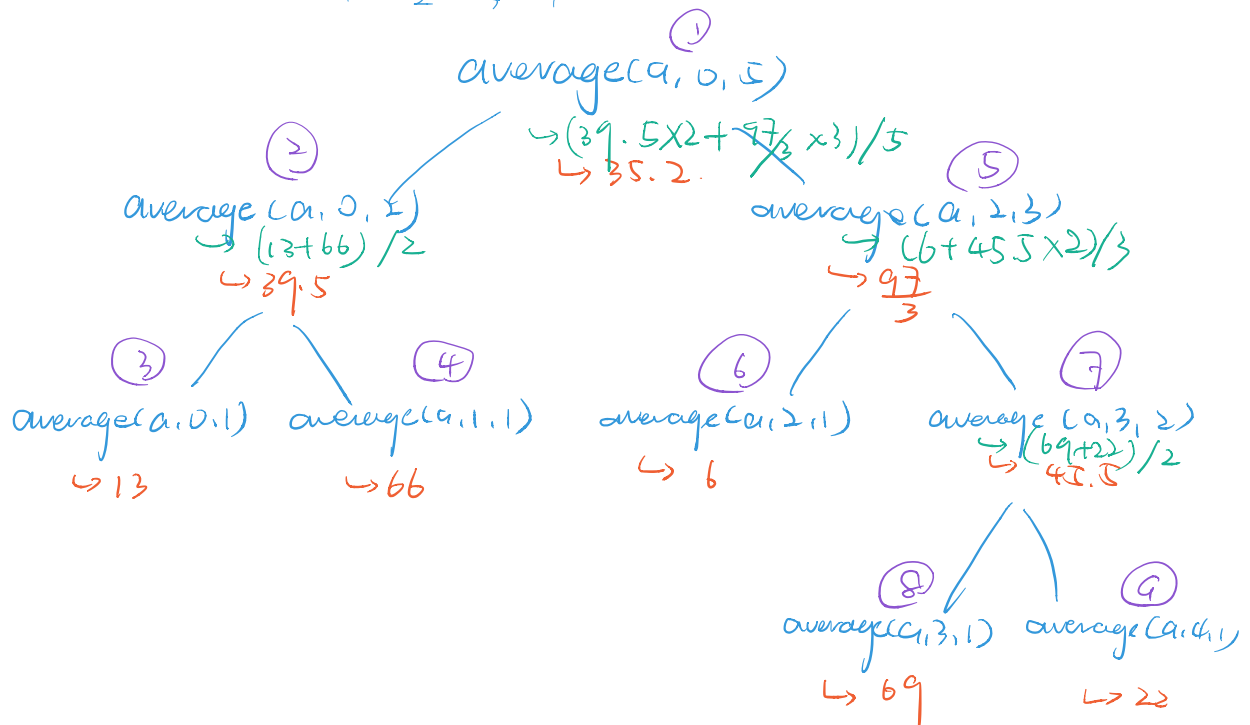 ①
average(a, 0, 5)
↳ (39.5×2+ 97/3 ×3)/5
↳ 35.2.
②
average(a, 0, 2)
↳ (13+66)/2
↳ 39.5
⑤
average(a, 2, 3)
↳ (6+45.5×2)/3
↳ 97/3
③
average(a, 0, 1)
↳ 13
④
average(a, 1, 1)
↳ 66
⑥
average(a, 2, 1)
↳ 6
⑦
average (a, 3, 2)
↳ (69+22)/2
↳ 45.5
⑧
average(a, 3, 1)
↳ 69
⑨
average(a, 4, 1)
↳ 22